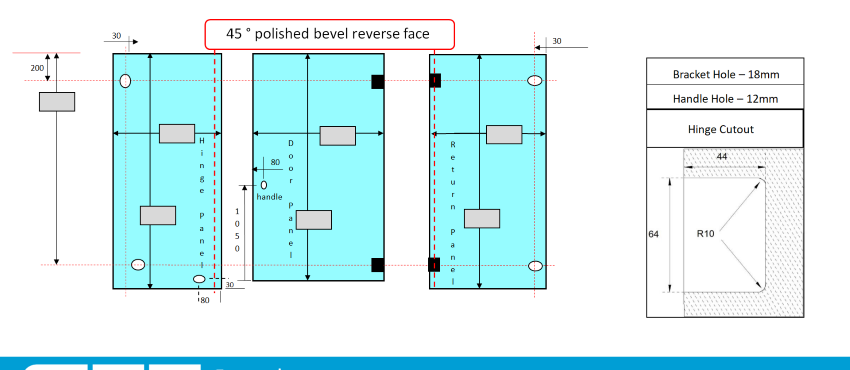 45 ° polished bevel reverse face
30
30
200
Hinge Panel
Door Panel
Return Panel
80
handle
1050
30
80
Bracket Hole – 18mm
Handle Hole – 12mm
Hinge Cutout
44
64
R10